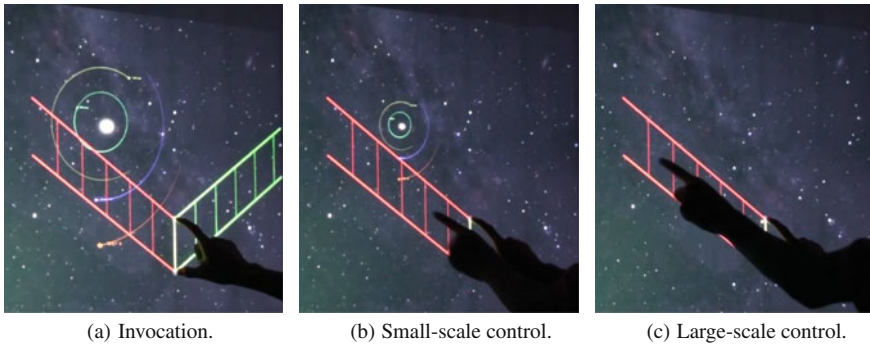 (a) Invocation.
(b) Small-scale control.
(c) Large-scale control.